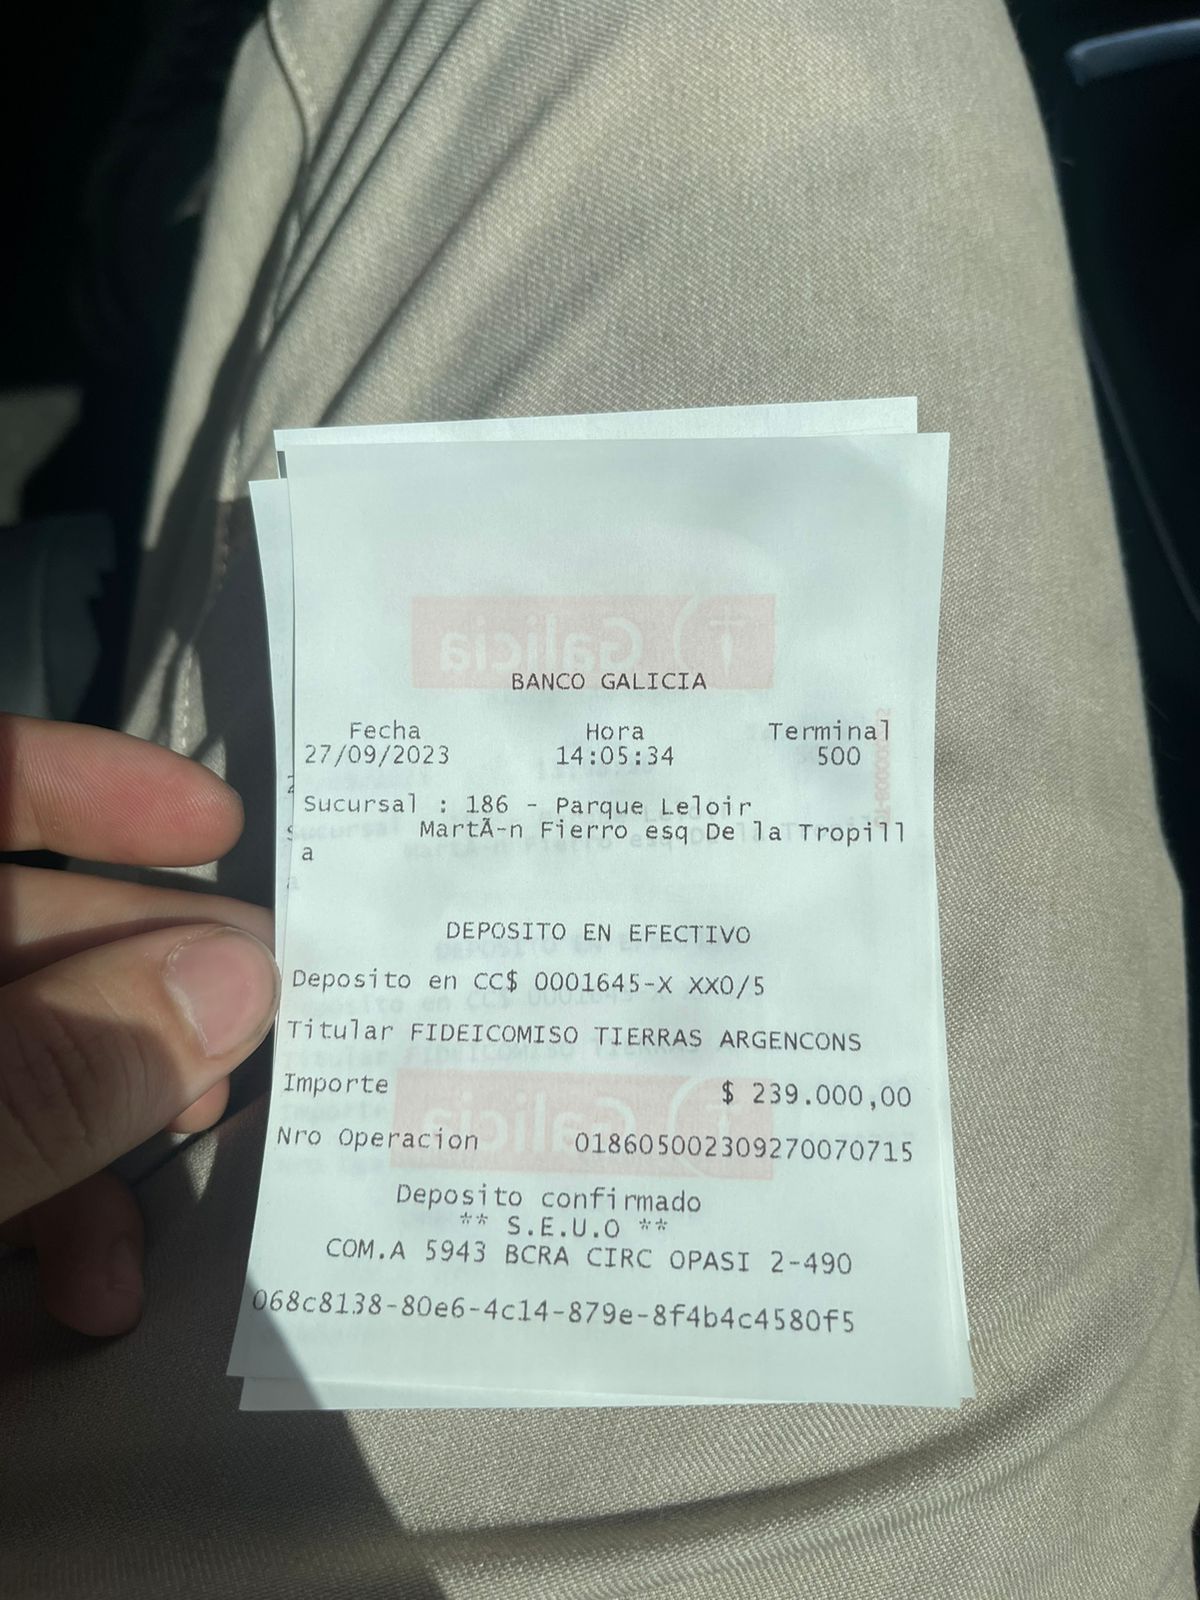 BANCO GALICIA
Fecha Hora Terminal
27/09/2023 14:05:34 500
Sucursal : 186 - Parque Leloir
MartÃ-n Fierro esq De la Tropill
a
DEPOSITO EN EFECTIVO
Deposito en CC$ 0001645-X XX0/5
Titular FIDEICOMISO TIERRAS ARGENCONS
Importe $ 239.000,00
Nro Operacion 01860500230927007​0715
Deposito confirmado
** S.E.U.O **
COM.A 5943 BCRA CIRC OPASI 2-490
068c8138-80e6-4c14-879e-8f4b4c4580f5